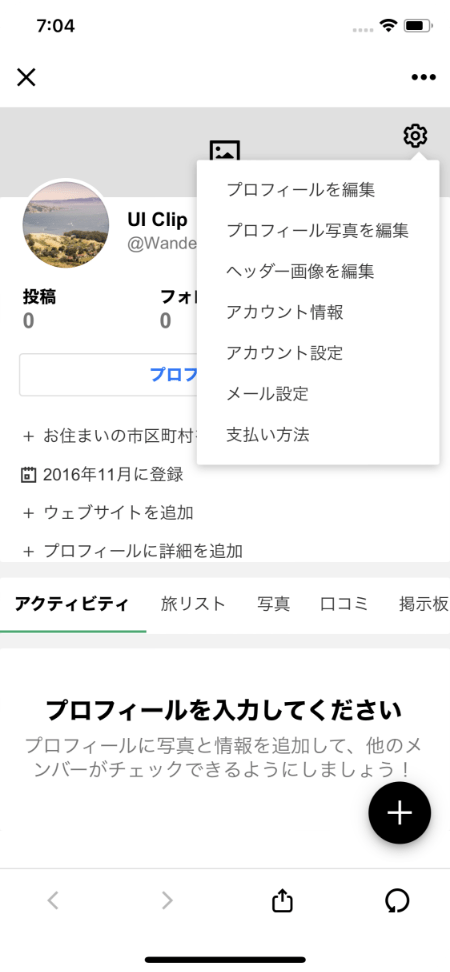 7:04
プロフィールを編集
プロフィール写真を編集
ヘッダー画像を編集
アカウント情報
アカウント設定
メール設定
支払い方法
UI Clip
@Wande
投稿
0
フォ
0
プロフ
+ お住まいの市区町村
2016年11月に登録
+ ウェブサイトを追加
+ プロフィールに詳細を追加
アクティビティ 旅リスト 写真 口コミ 掲示板
プロフィールを入力してください
プロフィールに写真と情報を追加して、他のメ
ンバーがチェックできるようにしましょう！